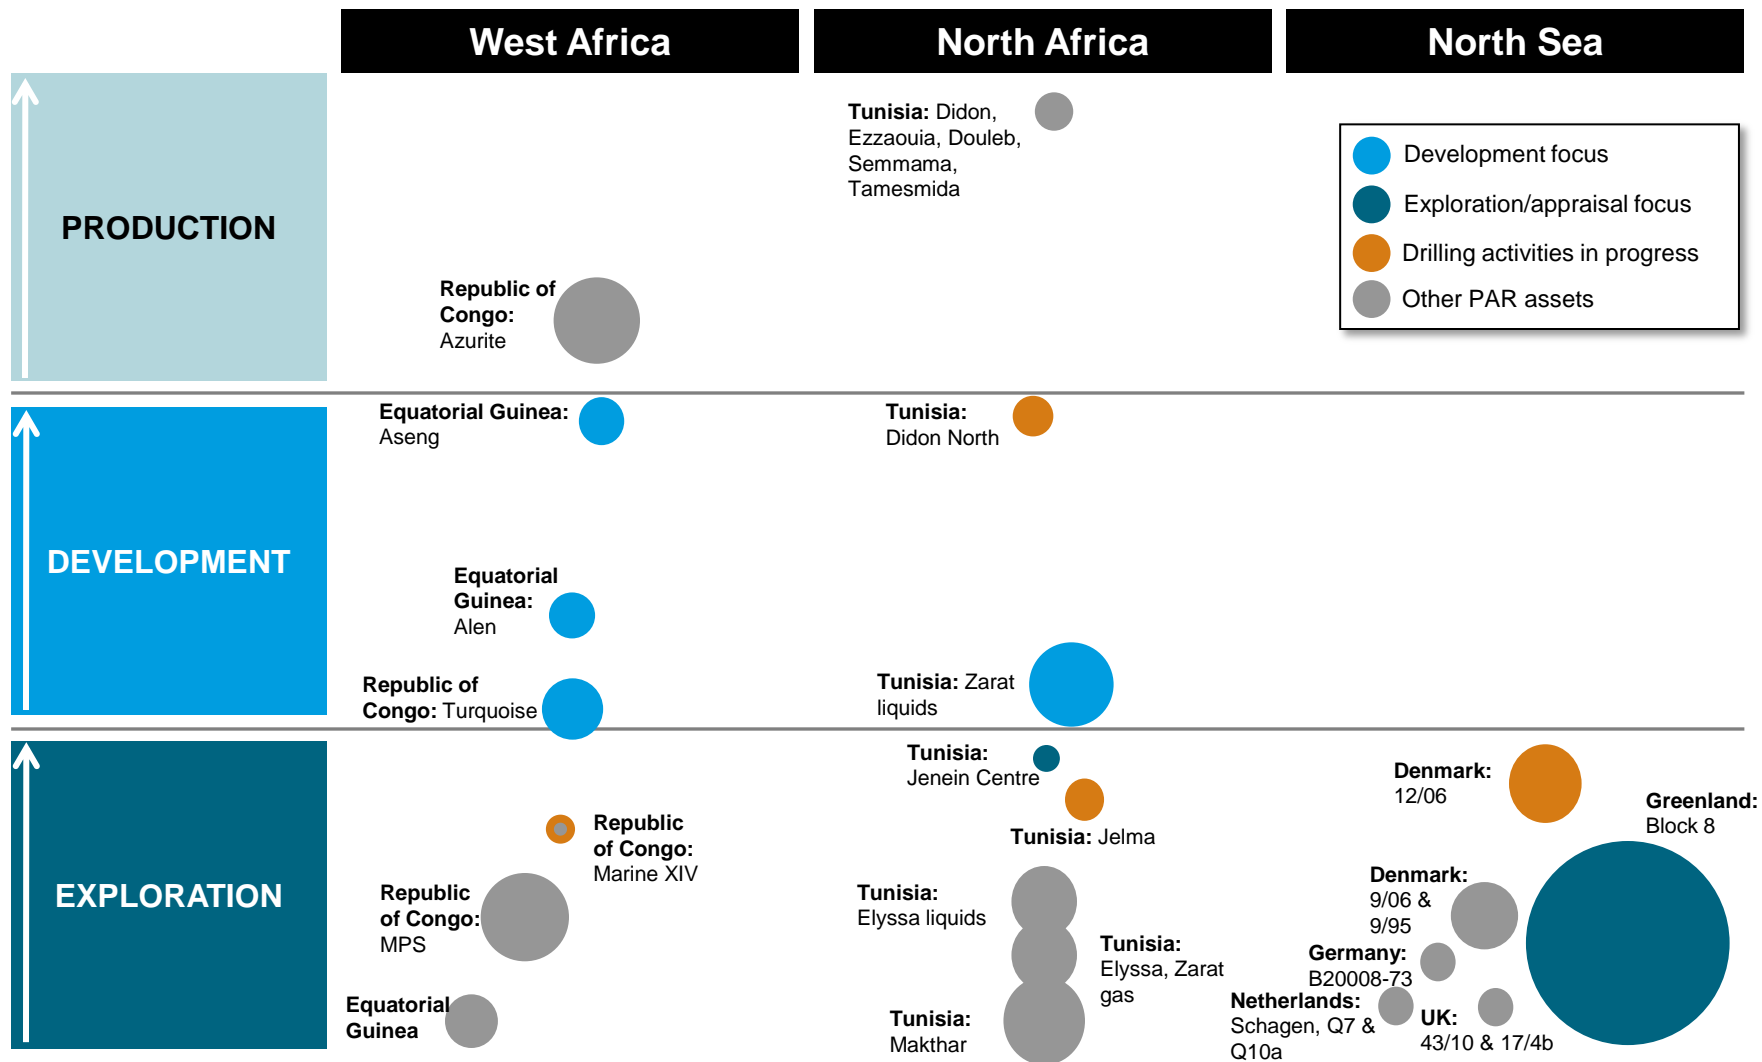 West Africa
North Africa
North Sea
PRODUCTION
Tunisia: Didon,
Ezzaouia, Douleb,
Semmama,
Tamesmida
Development focus
Exploration/appraisal focus
Drilling activities in progress
Other PAR assets
Republic of
Congo:
Azurite
DEVELOPMENT
Equatorial Guinea:
Aseng
Tunisia:
Didon North
Equatorial
Guinea:
Alen
Republic of
Congo: Turquoise
Tunisia: Zarat
liquids
EXPLORATION
Republic
of Congo:
Marine XIV
Republic
of Congo:
MPS
Equatorial
Guinea
Tunisia:
Jenein Centre
Tunisia: Jelma
Tunisia:
Elyssa liquids
Tunisia:
Elyssa, Zarat
gas
Tunisia:
Makthar
Denmark:
12/06
Greenland:
Block 8
Denmark:
9/06 &
9/95
Germany:
B20008-73
Netherlands:
Schagen, Q7 &
Q10a
UK:
43/10 & 17/4b